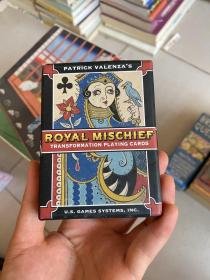 PATRICK VALENZA'S
ROYAL MISCHIEF
TRANSFORMATION PLAYING CARDS
U.S. GAMES SYSTEMS, INC.